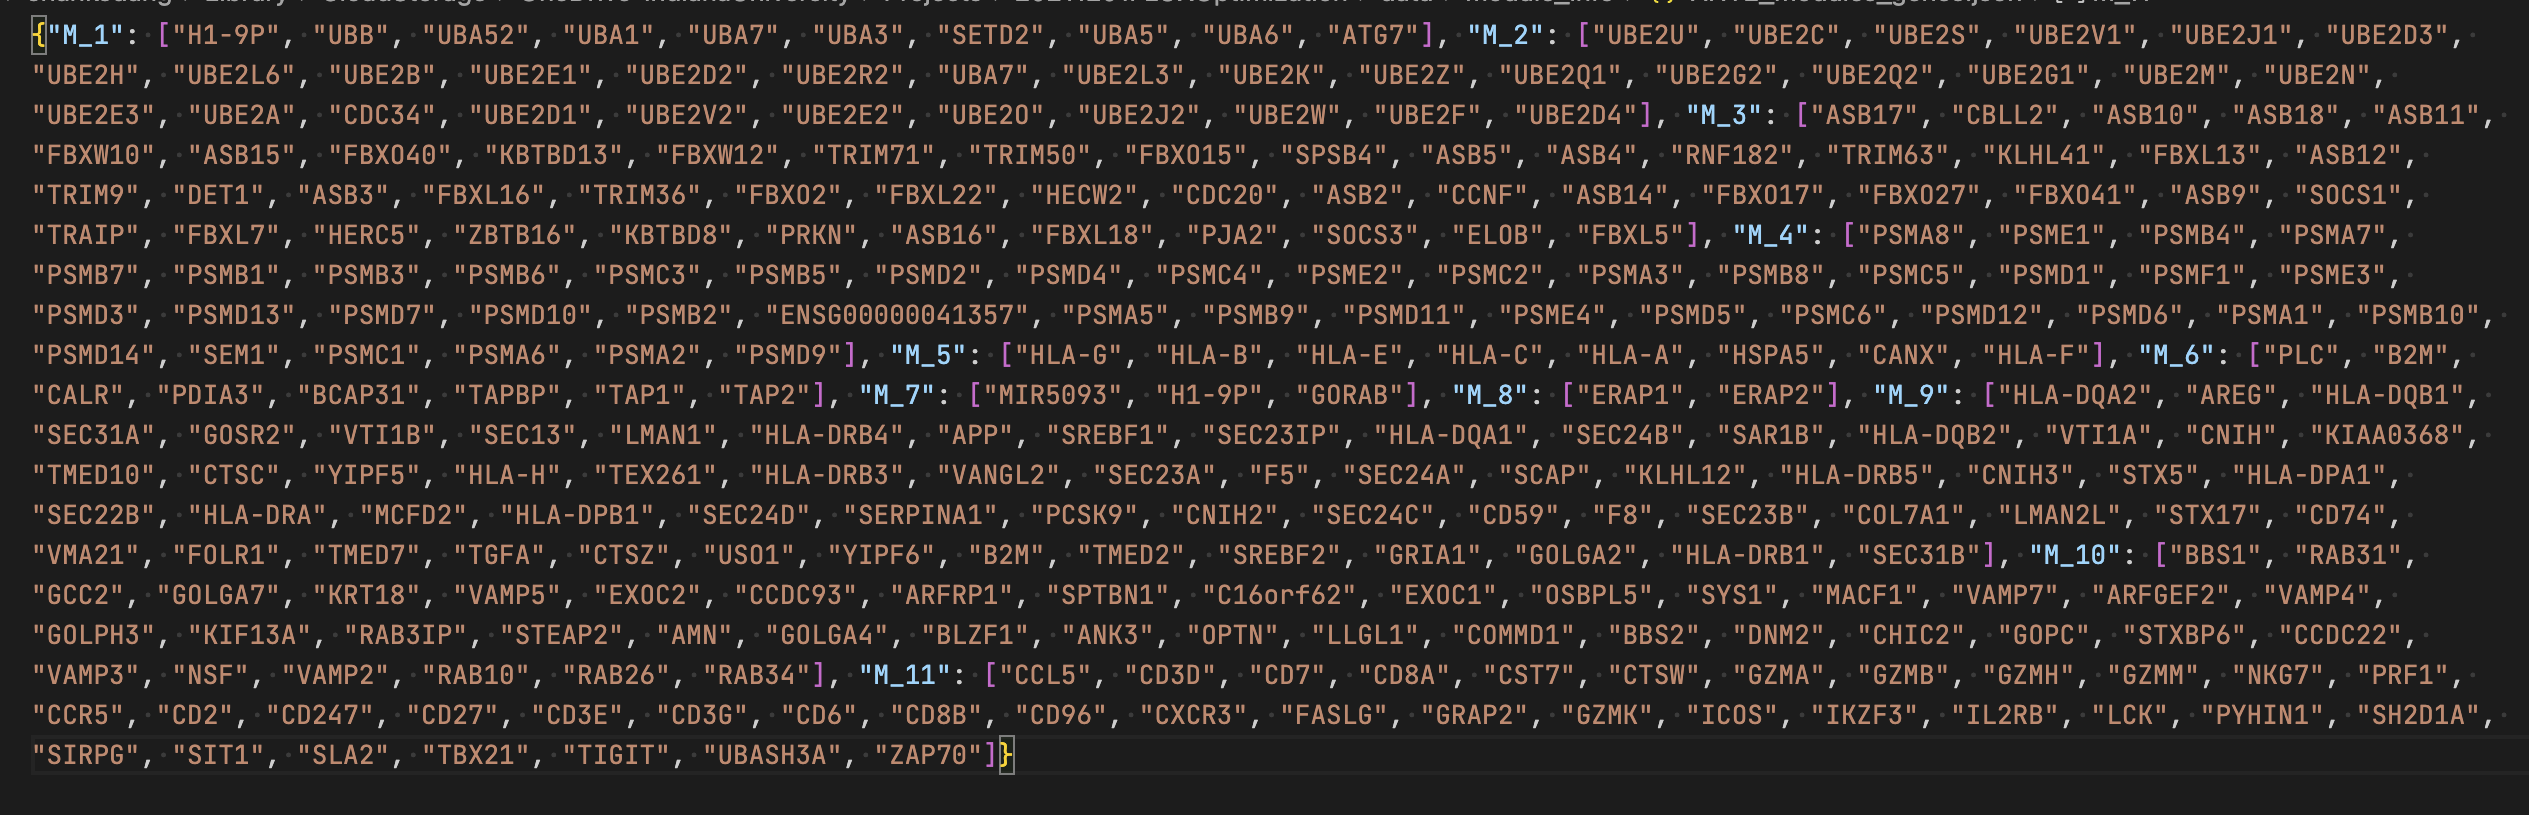 {"M_1": ["H1-9P", "UBB", "UBA52", "UBA1", "UBA7", "UBA3", "SETD2", "UBA5", "UBA6", "ATG7"], "M_2": ["UBE2U", "UBE2C", "UBE2S", "UBE2V1", "UBE2J1", "UBE2D3",
"UBE2H", "UBE2L6", "UBE2B", "UBE2E1", "UBE2D2", "UBE2R2", "UBA7", "UBE2L3", "UBE2K", "UBE2Z", "UBE2Q1", "UBE2G2", "UBE2Q2", "UBE2G1", "UBE2M", "UBE2N",
"UBE2E3", "UBE2A", "CDC34", "UBE2D1", "UBE2V2", "UBE2E2", "UBE2O", "UBE2J2", "UBE2W", "UBE2F", "UBE2D4"], "M_3": ["ASB17", "CBLL2", "ASB10", "ASB18", "ASB11",
"FBXW10", "ASB15", "FBXO40", "KBTBD13", "FBXW12", "TRIM71", "TRIM50", "FBXO15", "SPSB4", "ASB5", "ASB4", "RNF182", "TRIM63", "KLHL41", "FBXL13", "ASB12",
"TRIM9", "DET1", "ASB3", "FBXL16", "TRIM36", "FBXO2", "FBXL22", "HECW2", "CDC20", "ASB2", "CCNF", "ASB14", "FBXO17", "FBXO27", "FBXO41", "ASB9", "SOCS1",
"TRAIP", "FBXL7", "HERC5", "ZBTB16", "KBTBD8", "PRKN", "ASB16", "FBXL18", "PJA2", "SOCS3", "ELOB", "FBXL5"], "M_4": ["PSMA8", "PSME1", "PSMB4", "PSMA7",
"PSMB7", "PSMB1", "PSMB3", "PSMB6", "PSMC3", "PSMB5", "PSMD2", "PSMD4", "PSMC4", "PSME2", "PSMC2", "PSMA3", "PSMB8", "PSMC5", "PSMD1", "PSMF1", "PSME3",
"PSMD3", "PSMD13", "PSMD7", "PSMD10", "PSMB2", "ENSG00000041357", "PSMA5", "PSMB9", "PSMD11", "PSME4", "PSMD5", "PSMC6", "PSMD12", "PSMD6", "PSMA1", "PSMB10",
"PSMD14", "SEM1", "PSMC1", "PSMA6", "PSMA2", "PSMD9"], "M_5": ["HLA-G", "HLA-B", "HLA-E", "HLA-C", "HLA-A", "HSPA5", "CANX", "HLA-F"], "M_6": ["PLC", "B2M",
"CALR", "PDIA3", "BCAP31", "TAPBP", "TAP1", "TAP2"], "M_7": ["MIR5093", "H1-9P", "GORAB"], "M_8": ["ERAP1", "ERAP2"], "M_9": ["HLA-DQA2", "AREG", "HLA-DQB1",
"SEC31A", "GOSR2", "VTI1B", "SEC13", "LMAN1", "HLA-DRB4", "APP", "SREBF1", "SEC23IP", "HLA-DQA1", "SEC24B", "SAR1B", "HLA-DQB2", "VTI1A", "CNIH", "KIAA0368",
"TMED10", "CTSC", "YIPF5", "HLA-H", "TEX261", "HLA-DRB3", "VANGL2", "SEC23A", "F5", "SEC24A", "SCAP", "KLHL12", "HLA-DRB5", "CNIH3", "STX5", "HLA-DPA1",
"SEC22B", "HLA-DRA", "MCFD2", "HLA-DPB1", "SEC24D", "SERPINA1", "PCSK9", "CNIH2", "SEC24C", "CD59", "F8", "SEC23B", "COL7A1", "LMAN2L", "STX17", "CD74",
"VMA21", "FOLR1", "TMED7", "TGFA", "CTSZ", "USO1", "YIPF6", "B2M", "TMED2", "SREBF2", "GRIA1", "GOLGA2", "HLA-DRB1", "SEC31B"], "M_10": ["BBS1", "RAB31",
"GCC2", "GOLGA7", "KRT18", "VAMP5", "EXOC2", "CCDC93", "ARFRP1", "SPTBN1", "C16orf62", "EXOC1", "OSBPL5", "SYS1", "MACF1", "VAMP7", "ARFGEF2", "VAMP4",
"GOLPH3", "KIF13A", "RAB3IP", "STEAP2", "AMN", "GOLGA4", "BLZF1", "ANK3", "OPTN", "LLGL1", "COMMD1", "BBS2", "DNM2", "CHIC2", "GOPC", "STXBP6", "CCDC22",
"VAMP3", "NSF", "VAMP2", "RAB10", "RAB26", "RAB34"], "M_11": ["CCL5", "CD3D", "CD7", "CD8A", "CST7", "CTSW", "GZMA", "GZMB", "GZMH", "GZMM", "NKG7", "PRF1",
"CCR5", "CD2", "CD247", "CD27", "CD3E", "CD3G", "CD6", "CD8B", "CD96", "CXCR3", "FASLG", "GRAP2", "GZMK", "ICOS", "IKZF3", "IL2RB", "LCK", "PYHIN1", "SH2D1A",
"SIRPG", "SIT1", "SLA2", "TBX21", "TIGIT", "UBASH3A", "ZAP70"]}